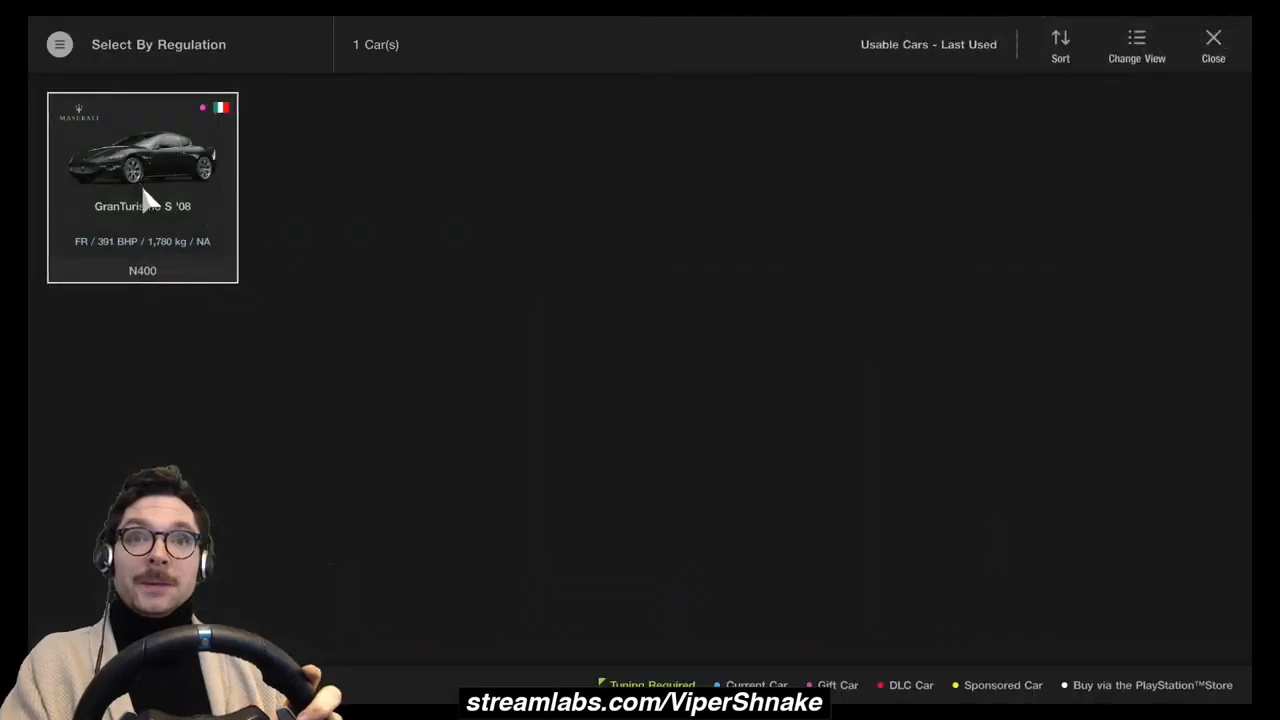 Select By Regulation
1 Car(s)
Usable Cars - Last Used
Sort
Change View
Close
MASERATI
GranTurismo S '08
FR / 391 BHP / 1,780 kg / NA
N400
Tuning Required
Current Car
Gift Car
DLC Car
Sponsored Car
Buy via the PlayStation™Store
streamlabs.com/ViperShnake